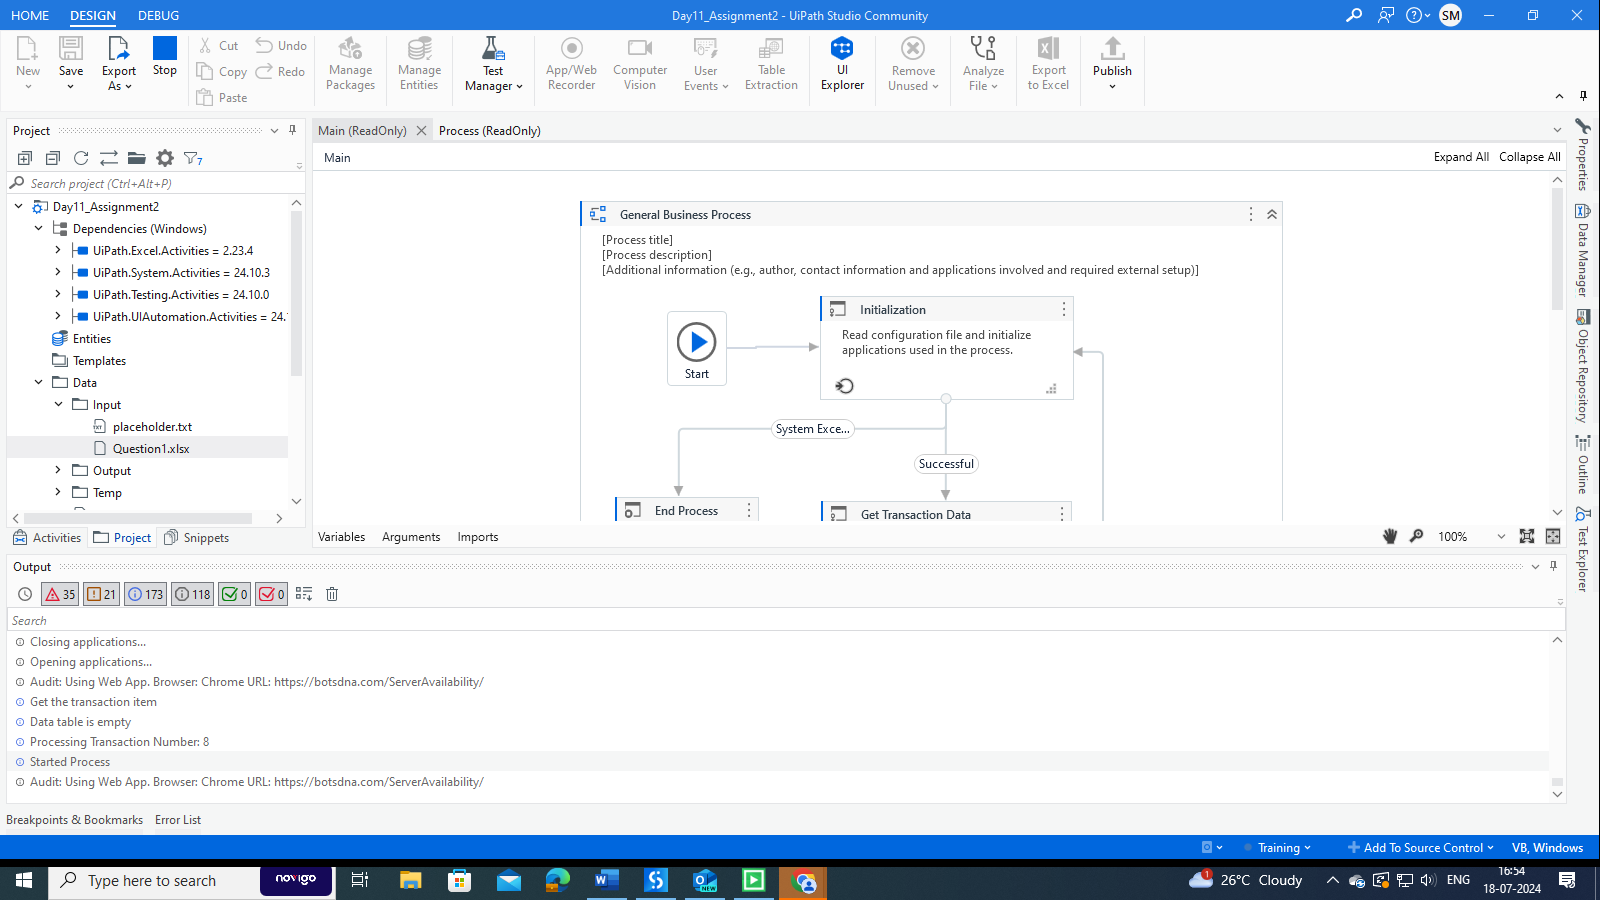 HOME DESIGN DEBUG Day11_Assignment2 - UiPath Studio Community SM
New Save Export As Stop Cut Copy Paste Undo Redo Manage Packages Manage Entities Test Manager App/Web Recorder Computer Vision User Events Table Extraction UI Explorer Remove Unused Analyze File Export to Excel Publish
Project
Main (ReadOnly) Process (ReadOnly)
Main Expand All Collapse All
7
Search project (Ctrl+Alt+P)
Day11_Assignment2
Dependencies (Windows)
UiPath.Excel.Activities = 2.23.4
UiPath.System.Activities = 24.10.3
UiPath.Testing.Activities = 24.10.0
UiPath.UIAutomation.Activities = 24.
Entities
Templates
Data
Input
placeholder.txt
Question1.xlsx
Output
Temp
Activities Project Snippets
General Business Process
[Process title]
[Process description]
[Additional information (e.g., author, contact information and applications involved and required external setup)]
Start
Initialization
Read configuration file and initialize
applications used in the process.
System Exce...
Successful
End Process
Get Transaction Data
Variables Arguments Imports 100%
Properties
Data Manager
Object Repository
Outline
Test Explorer
Output
35 21 173 118 0 0
Search
Closing applications...
Opening applications...
Audit: Using Web App. Browser: Chrome URL: https://botsdna.com/ServerAvailability/
Get the transaction item
Data table is empty
Processing Transaction Number: 8
Started Process
Audit: Using Web App. Browser: Chrome URL: https://botsdna.com/ServerAvailability/
Breakpoints & Bookmarks Error List
Training Add To Source Control VB, Windows
Type here to search novigo NEW 1 26°C Cloudy ENG
16:54
18-07-2024